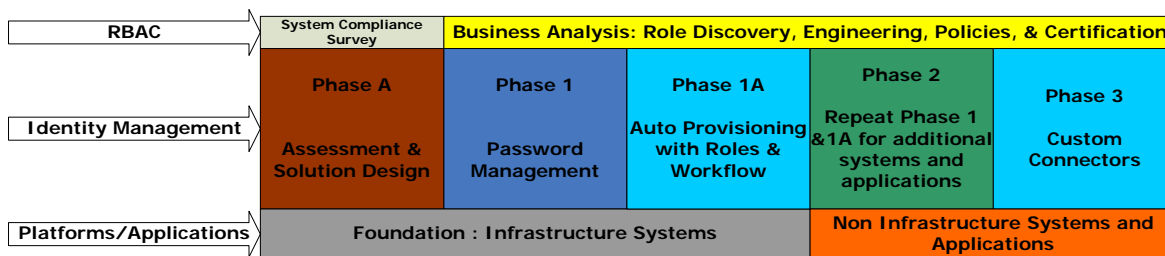 RBAC
System Compliance
Survey
Business Analysis: Role Discovery, Engineering, Policies, & Certification
Identity Management
Phase A
Assessment &
Solution Design
Phase 1
Password
Management
Phase 1A
Auto Provisioning
with Roles &
Workflow
Phase 2
Repeat Phase 1
&1A for additional
systems and
applications
Phase 3
Custom
Connectors
Platforms/Applications
Foundation : Infrastructure Systems
Non Infrastructure Systems and
Applications